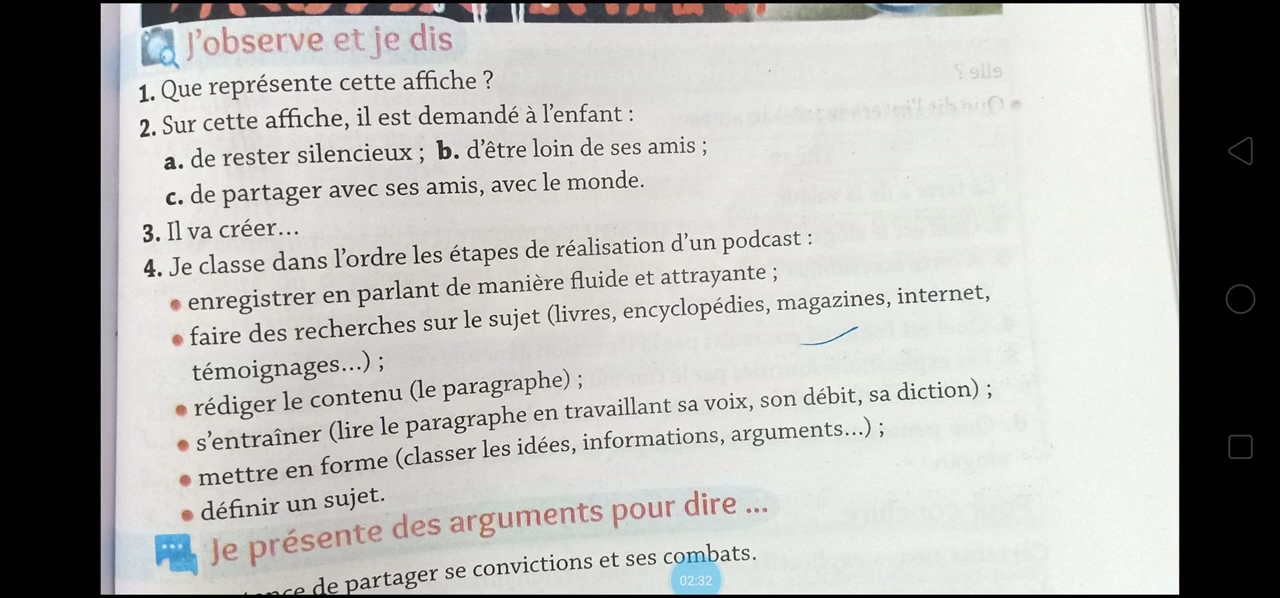 J'observe et je dis
1. Que représente cette affiche ?
2. Sur cette affiche, il est demandé à l'enfant :
a. de rester silencieux ; b. d'être loin de ses amis ;
c. de partager avec ses amis, avec le monde.
3. Il va créer...
4. Je classe dans l'ordre les étapes de réalisation d'un podcast :
• enregistrer en parlant de manière fluide et attrayante ;
• faire des recherches sur le sujet (livres, encyclopédies, magazines, internet,
témoignages...) ;
• rédiger le contenu (le paragraphe) ;
• s'entraîner (lire le paragraphe en travaillant sa voix, son débit, sa diction) ;
• mettre en forme (classer les idées, informations, arguments...) ;
• définir un sujet.
Je présente des arguments pour dire ...
de partager se convictions et ses combats.
02:32